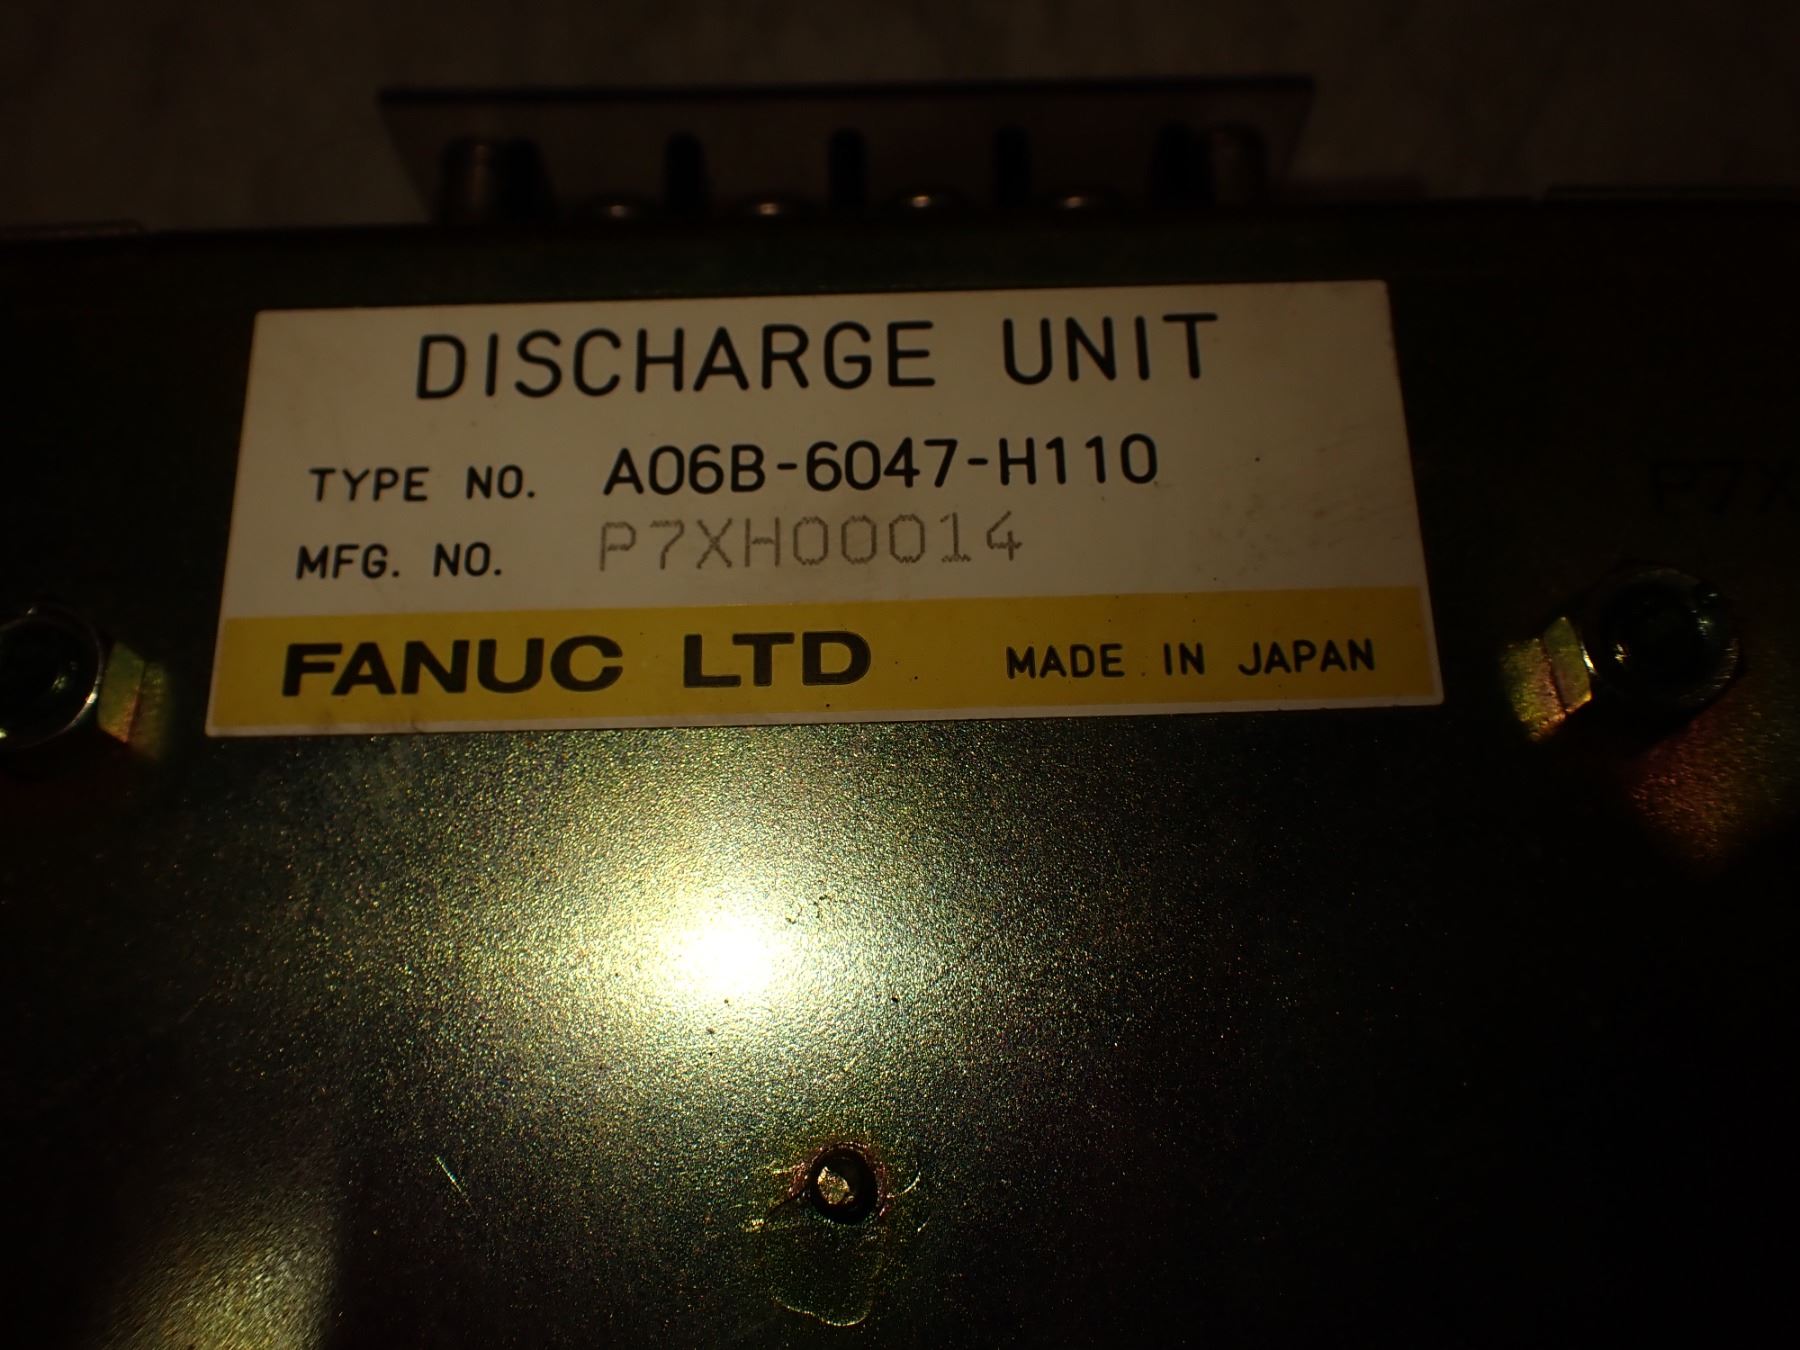 DISCHARGE UNIT
TYPE NO. A06B-6047-H110
MFG. NO. P7XH00014
FANUC LTD MADE IN JAPAN